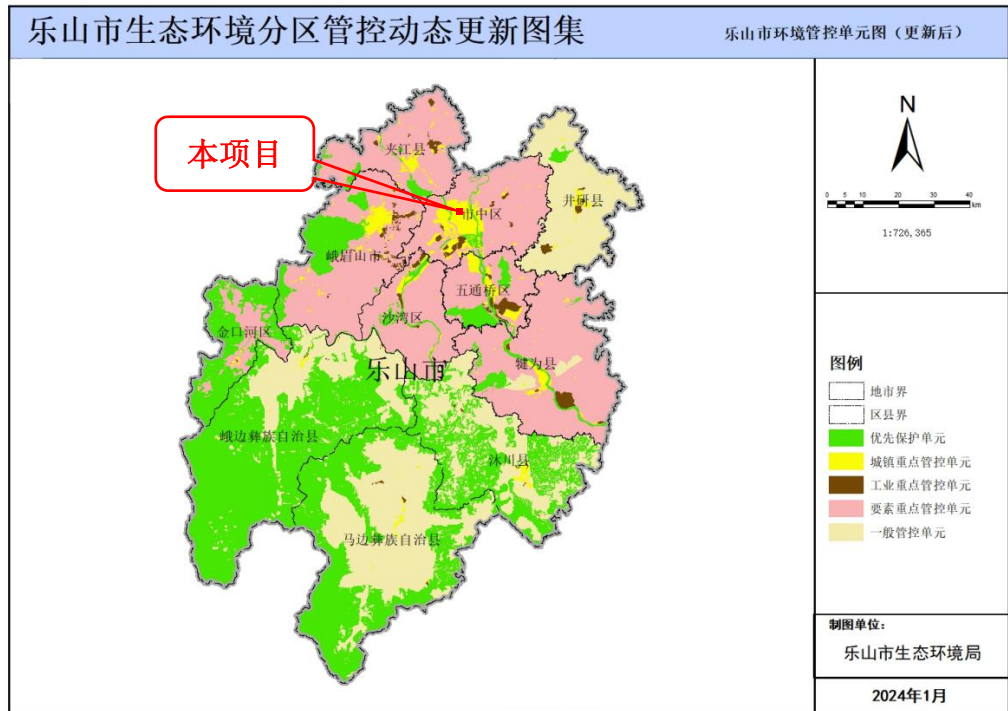 乐山市生态环境分区管控动态更新图集
乐山市环境管控单元图（更新后）
本项目
夹江县
井研县
市中区
峨眉山市
五通桥区
沙湾区
金口河区
乐山市
犍为县
峨边彝族自治县
沐川县
马边彝族自治县
N
0 5 10 20 30 40
km
1:726,365
图例
地市界
区县界
优先保护单元
城镇重点管控单元
工业重点管控单元
要素重点管控单元
一般管控单元
制图单位：
乐山市生态环境局
2024年1月